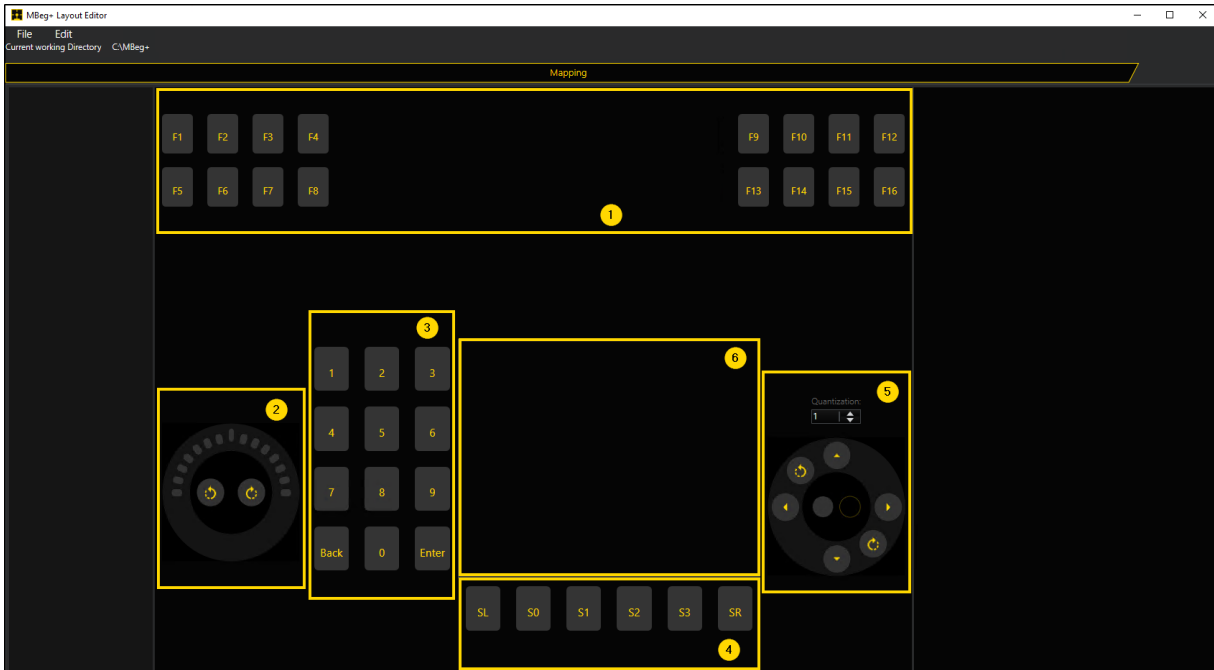 MBeg+ Layout Editor
File Edit
Current working Directory C:\MBeg+
Mapping
F1 F2 F3 F4 F9 F10 F11 F12
F5 F6 F7 F8 F13 F14 F15 F16
1
3
1 2 3
6
5
Quantization:
1
2
4 5 6
7 8 9
Back 0 Enter
SL S0 S1 S2 S3 SR
4